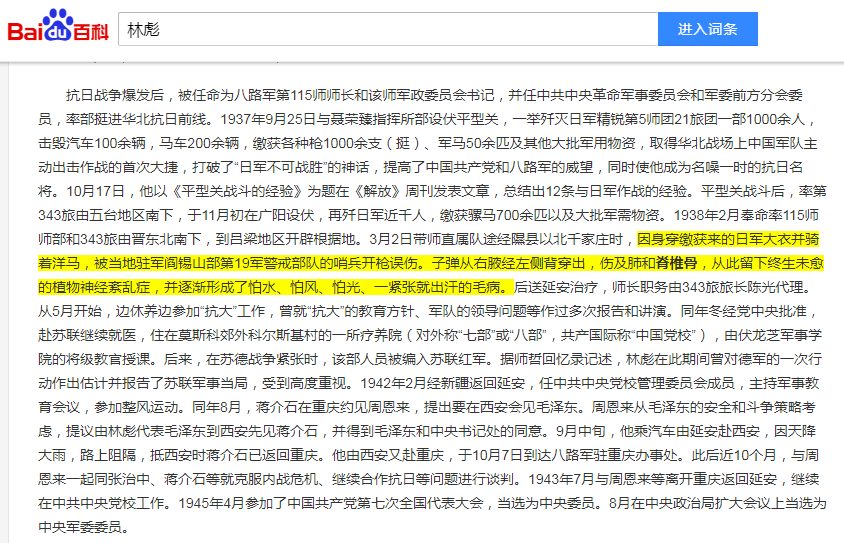 Bai du 百科 林彪 进入词条
抗日战争爆发后，被任命为八路军第115师师长和该师军政委员会书记，并任中共中央革命军事委员会和军委前方分会委
员，率部挺进华北抗日前线。1937年9月25日与聂荣臻指挥所部设伏平型关，一举歼灭日军精锐第5师团21旅团一部1000余人，
击毁汽车100余辆，马车200余辆，缴获各种枪1000余支（挺）、军马50余匹及其他大批军用物资，取得华北战场上中国军队主
动出击作战的首次大捷，打破了“日军不可战胜”的神话，提高了中国共产党和八路军的威望，同时使他成为名噪一时的抗日名
将。10月17日，他以《平型关战斗的经验》为题在《解放》周刊发表文章，总结出12条与日军作战的经验。平型关战斗后，率第
343旅由五台地区南下，于11月初在广阳设伏，再歼日军近千人，缴获骡马700余匹以及大批军需物资。1938年2月奉命率115师
师部和343旅由晋东北南下，到吕梁地区开辟根据地。3月2日带师直属队途经隰县以北千家庄时，因身穿缴获来的日军大衣并骑
着洋马，被当地驻军阎锡山部第19军警戒部队的哨兵开枪误伤。子弹从右腋经左侧背穿出，伤及肺和脊椎骨，从此留下终生未愈
的植物神经紊乱症，并逐渐形成了怕水、怕风、怕光、一紧张就出汗的毛病。后送延安治疗，师长职务由343旅旅长陈光代理。
从5月开始，边休养边参加“抗大”工作，曾就“抗大”的教育方针、军队的领导问题等作过多次报告和讲演。同年冬经党中央批准，
赴苏联继续就医，住在莫斯科郊外科尔斯基村的一所疗养院（对外称“七部”或“八部”，共产国际称“中国党校”），由伏龙芝军事学
院的将级教官授课。后来，在苏德战争紧张时，该部人员被编入苏联红军。据师哲回忆录记述，林彪在此期间曾对德军的一次行
动作出估计并报告了苏联军事当局，受到高度重视。1942年2月经新疆返回延安，任中共中央党校管理委员会成员，主持军事教
育会议，参加整风运动。同年8月，蒋介石在重庆约见周恩来，提出要在西安会见毛泽东。周恩来从毛泽东的安全和斗争策略考
虑，提议由林彪代表毛泽东到西安先见蒋介石，并得到毛泽东和中央书记处的同意。9月中旬，他乘汽车由延安赴西安，因天降
大雨，路上阻隔，抵西安时蒋介石已返回重庆。他由西安又赴重庆，于10月7日到达八路军驻重庆办事处。此后近10个月，与周
恩来一起同张治中、蒋介石等就克服内战危机、继续合作抗日等问题进行谈判。1943年7月与周恩来等离开重庆返回延安，继续
在中共中央党校工作。1945年4月参加了中国共产党第七次全国代表大会，当选为中央委员。8月在中央政治局扩大会议上当选为
中央军委委员。